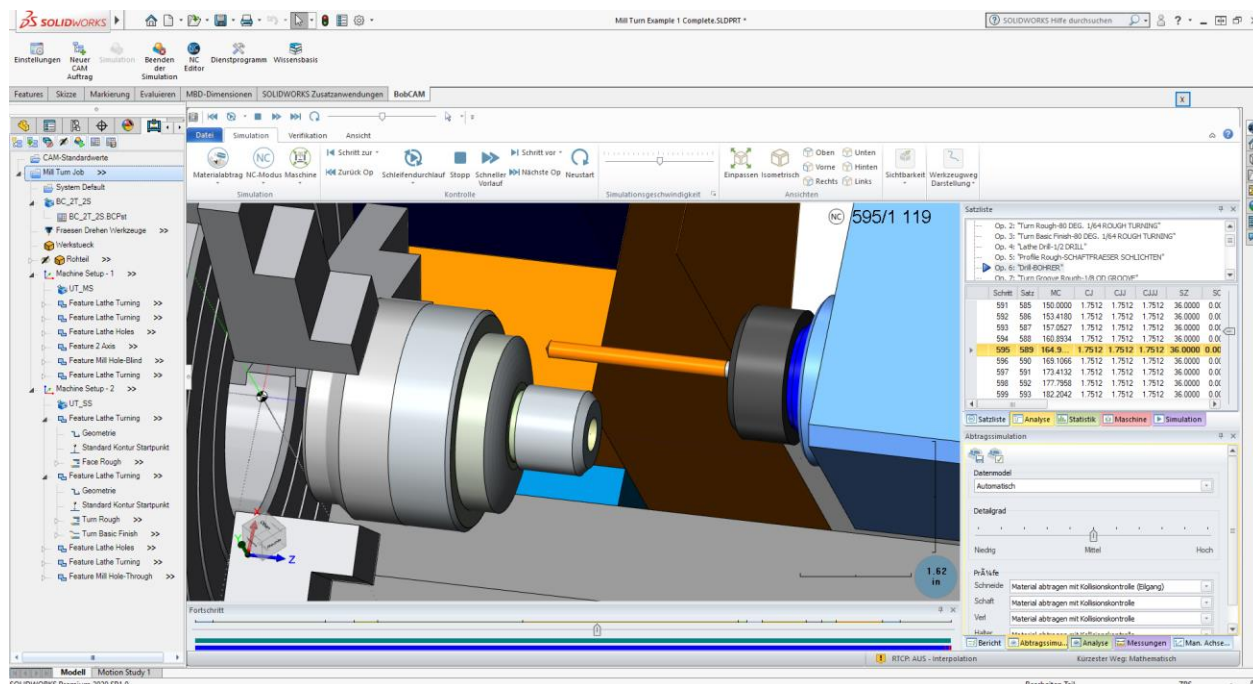 SOLIDWORKS
Mill Turn Example 1 Complete.SLDPRT *
SOLIDWORKS Hilfe durchsuchen
Einstellungen
Neuer CAM Auftrag
Simulation
Beenden der Simulation
NC Editor
Dienstprogramm
Wissensbasis
Features Skizze Markierung Evaluieren MBD-Dimensionen SOLIDWORKS Zusatzanwendungen BobCAM
CAM-Standardwerte
Mill Turn Job >>
System Default
BC_2T_2S
BC_2T_2S.BCPst
Fraesen Drehen Werkzeuge >>
Werkstueck
Rohteil >>
Machine Setup - 1 >>
UT_MS
Feature Lathe Turning >>
Feature Lathe Turning >>
Feature Lathe Holes >>
Feature 2 Axis >>
Feature Mill Hole-Blind >>
Machine Setup - 2 >>
UT_SS
Feature Lathe Turning >>
Geometrie
Standard Kontur Startpunkt
Face Rough >>
Feature Lathe Turning >>
Geometrie
Standard Kontur Startpunkt
Turn Rough >>
Turn Basic Finish >>
Feature Lathe Holes >>
Feature Lathe Turning >>
Feature Mill Hole-Through >>
Modell Motion Study 1
Datei Simulation Verifikation Ansicht
Materialabtrag NC-Modus Maschine
Simulation
Schritt zur
Zurück Op
Schleifendurchlauf
Stopp
Schneller Vorlauf
Schritt vor
Nächste Op
Neustart
Kontrolle
Simulationsgeschwindigkeit
Einpassen Isometrisch
Oben Unten
Vorne Hinten
Rechts Links
Ansichten
Sichtbarkeit
Werkzeugweg Darstellung
NC 595/1 119
X
Z
1.62
in
Fortschritt
Satzliste
Op. 2: "Turn Rough-80 DEG. 1/64 ROUGH TURNING"
Op. 3: "Turn Basic Finish-80 DEG. 1/64 ROUGH TURNING"
Op. 4: "Lathe Drill-1/2 DRILL"
Op. 5: "Profile Rough-SCHAFTFRAESER SCHLICHTEN"
Op. 6: "Drill-BOHRER"
Op. 7: "Turn Groove Rough-1/8 OD GROOVE"
Schritt Satz MC CJ CJJ CJJJ SZ
591 585 150.0000 1.7512 1.7512 1.7512 36.0000
592 586 153.4180 1.7512 1.7512 1.7512 36.0000
593 587 157.0527 1.7512 1.7512 1.7512 36.0000
594 588 160.8934 1.7512 1.7512 1.7512 36.0000
595 589 164.9... 1.7512 1.7512 1.7512 36.0000
596 590 169.1066 1.7512 1.7512 1.7512 36.0000
597 591 173.4132 1.7512 1.7512 1.7512 36.0000
598 592 177.7958 1.7512 1.7512 1.7512 36.0000
599 593 182.2042 1.7512 1.7512 1.7512 36.0000
Satzliste Analyse Statistik Maschine Simulation
Abtragssimulation
Datenmodel
Automatisch
Detailgrad
Niedrig Mittel Hoch
PrÃ¼fe
Schneide Material abtragen mit Kollisionskontrolle (Eilgang)
Schaft Material abtragen mit Kollisionskontrolle
Verl Material abtragen mit Kollisionskontrolle
Halter
Bericht Abtragssimu... Analyse Messungen Man. Achse...
RTCP: AUS - Interpolation
Kürzester Weg: Mathematisch